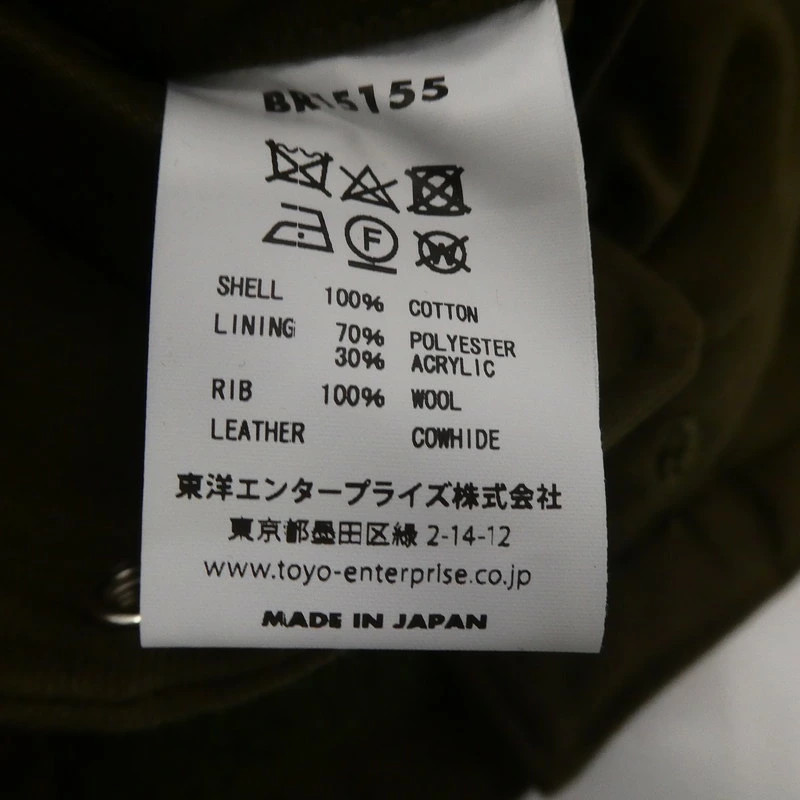 BR15155
F
W
SHELL 100% COTTON
LINING 70% POLYESTER
30% ACRYLIC
RIB 100% WOOL
LEATHER COWHIDE
東洋エンタープライズ株式会社
東京都墨田区緑 2-14-12
www.toyo-enterprise.co.jp
MADE IN JAPAN